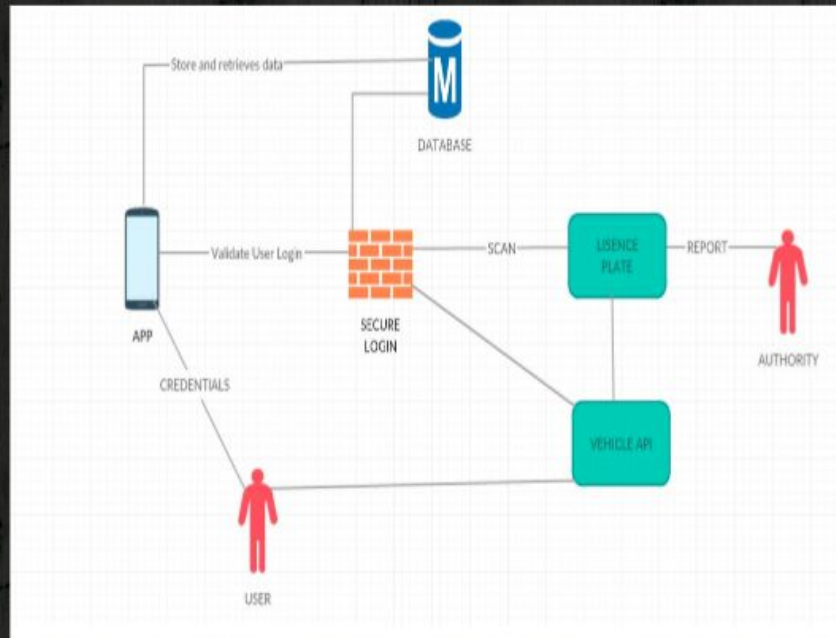 Store and retrieves data
M
DATABASE
Validate User Login
SCAN
LISENCE
PLATE
REPORT
APP
SECURE
LOGIN
AUTHORITY
CREDENTIALS
VEHICLE API
USER